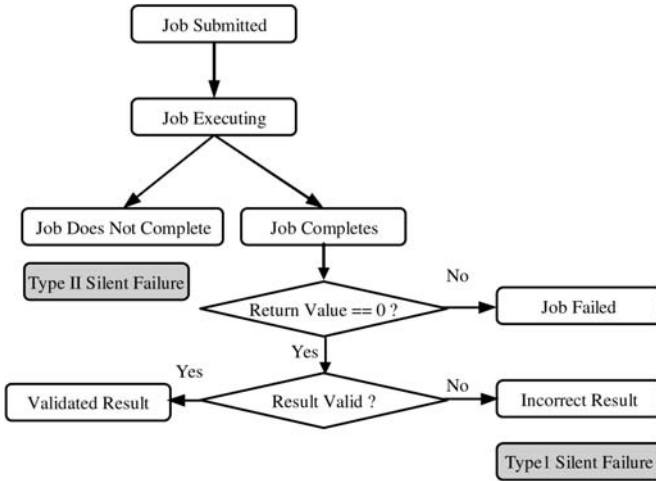 Job Submitted
Job Executing
Job Does Not Complete
Job Completes
Type II Silent Failure
No
Return Value == 0 ?
Job Failed
Yes
Yes
No
Validated Result
Result Valid ?
Incorrect Result
Type1 Silent Failure